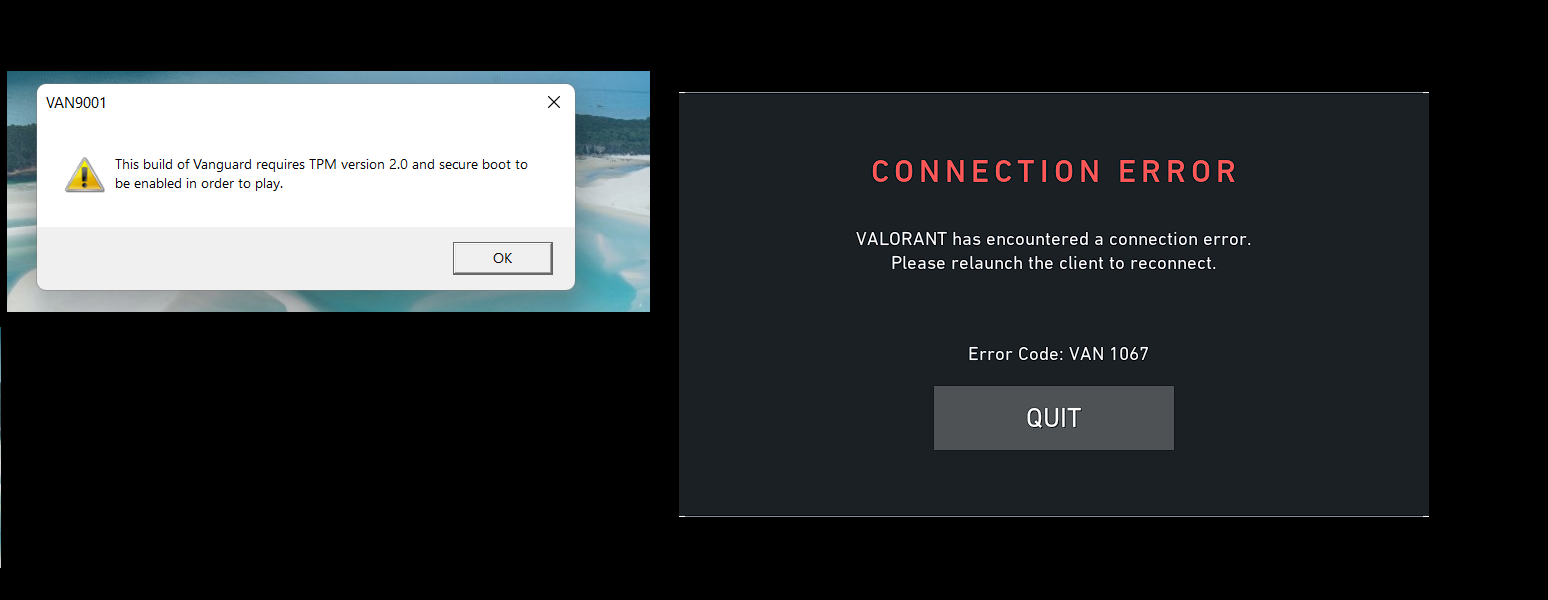 VAN9001
This build of Vanguard requires TPM version 2.0 and secure boot to
be enabled in order to play.
OK
CONNECTION ERROR
VALORANT has encountered a connection error.
Please relaunch the client to reconnect.
Error Code: VAN 1067
QUIT